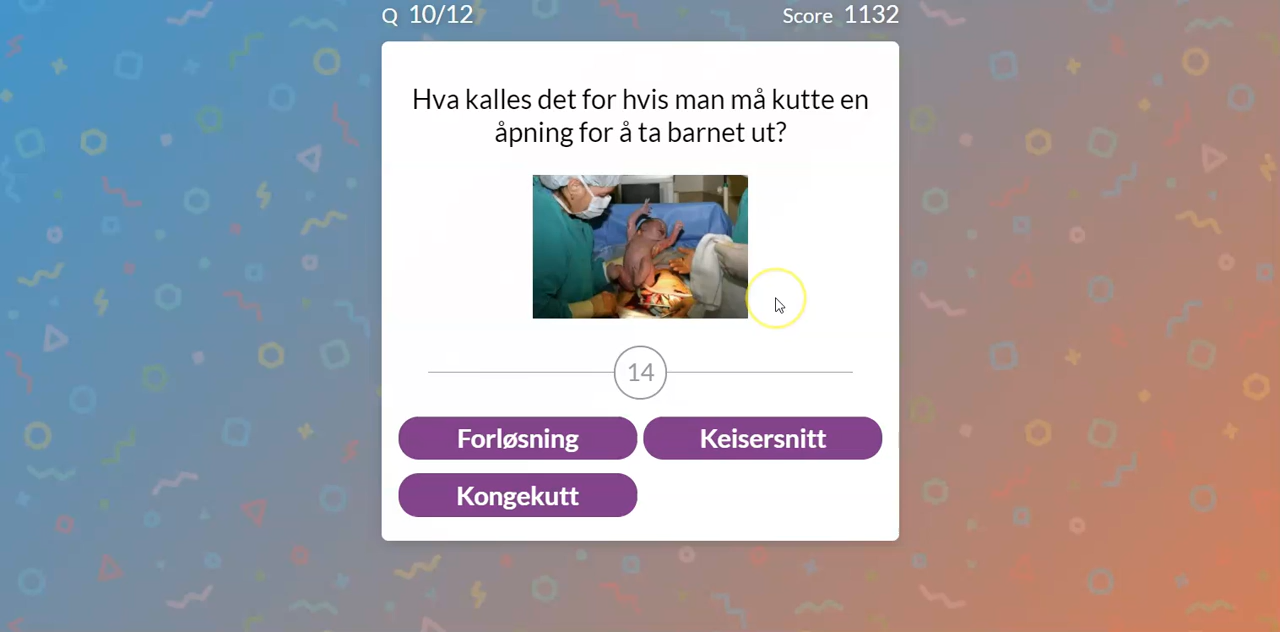 Q 10/12
Score 1132
Hva kalles det for hvis man må kutte en
åpning for å ta barnet ut?
14
Forløsning
Keisersnitt
Kongekutt